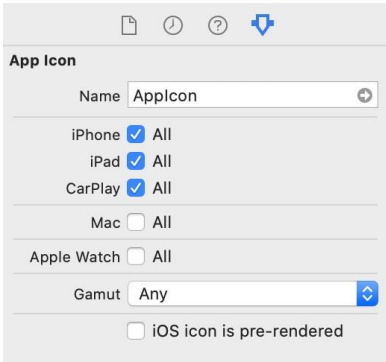 App Icon
Name AppIcon
iPhone All
iPad All
CarPlay All
Mac All
Apple Watch All
Gamut Any
iOS icon is pre-rendered